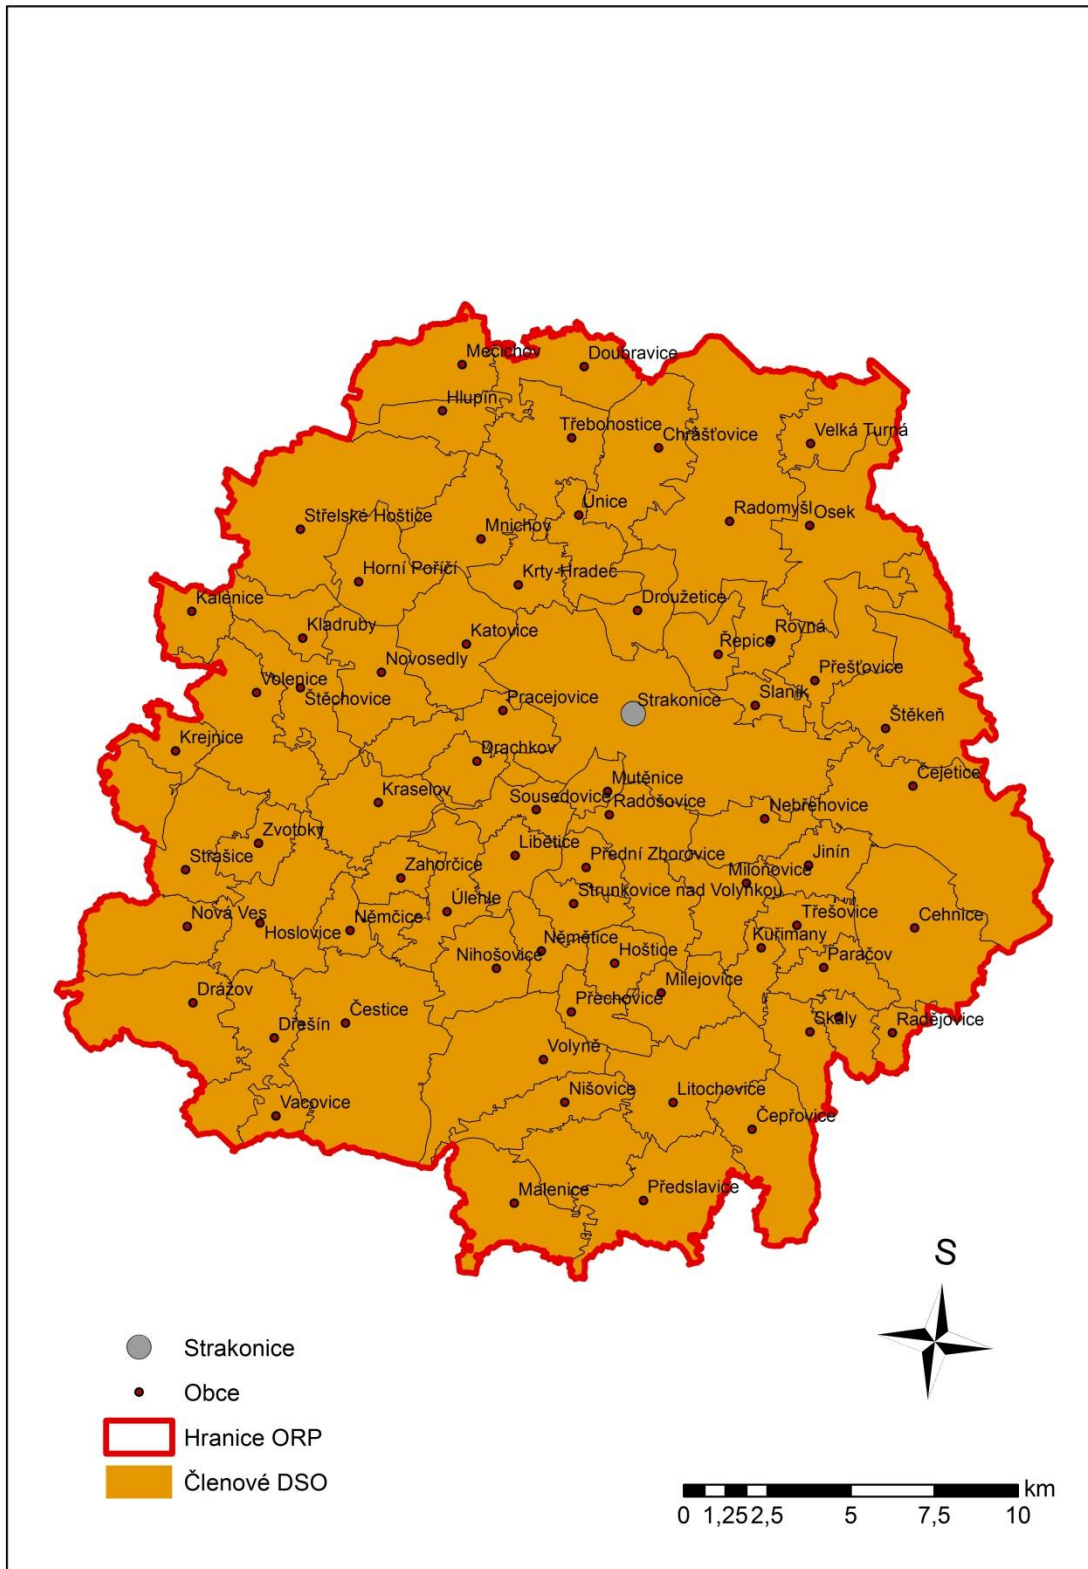 Mečichov
Doubravice
Hlupín
Třebohostice
Chrášťovice
Velká Turná
Únice
Radomyšl
Osek
Střelské Hoštice
Mnichov
Horní Poříčí
Krty-Hradec
Kalenice
Droužetice
Kladruby
Katovice
Rovná
Řepice
Novosedly
Přešťovice
Volenice
Štěchovice
Pracejovice
Strakonice
Slaník
Štěkeň
Krejnice
Drachkov
Čejetice
Mutěnice
Kraselov
Sousedovice
Radošovice
Nebřehovice
Zvotoky
Libětice
Přední Zborovice
Jinín
Strašice
Zahorčice
Miloňovice
Strunkovice nad Volyňkou
Úlehle
Nová Ves
Hoslovice
Němčice
Třešovice
Cehnice
Kuřimany
Němětice
Hoštice
Nihošovice
Paračov
Milejovice
Drážov
Přechovice
Čestice
Dřešín
Skály
Radějovice
Volyně
Vacovice
Nišovice
Litochovice
Čepřovice
Malenice
Předslavice
S
Strakonice
Obce
Hranice ORP
Členové DSO
km
0 1,25 2,5 5 7,5 10